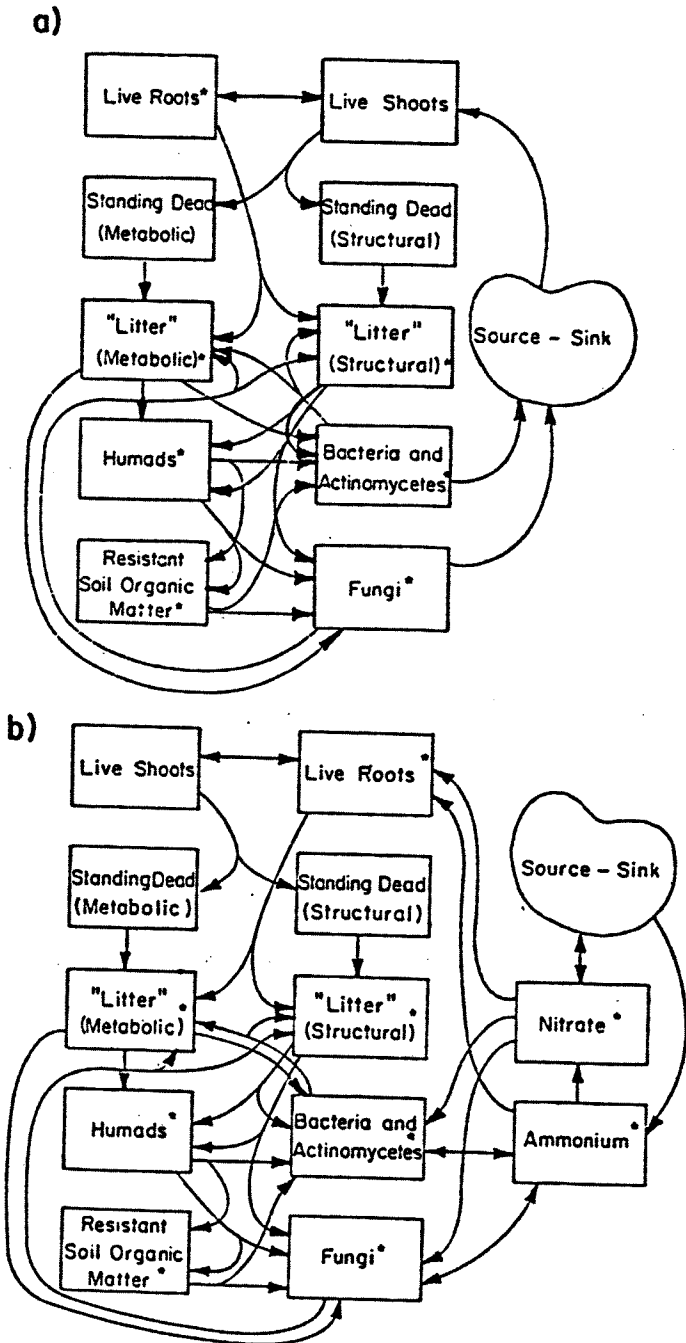 a)
Live Roots*
Live Shoots
Standing Dead
(Metabolic)
Standing Dead
(Structural)
"Litter"
(Metabolic)*
"Litter"
(Structural)*
Source - Sink
Humads*
Bacteria and
Actinomycetes*
Resistant
Soil Organic
Matter*
Fungi*
b)
Live Shoots
Live Roots*
Standing Dead
(Metabolic)
Standing Dead
(Structural)
Source - Sink
"Litter"
(Metabolic)*
"Litter"
(Structural)*
Nitrate*
Humads*
Bacteria and
Actinomycetes*
Ammonium*
Resistant
Soil Organic
Matter*
Fungi*